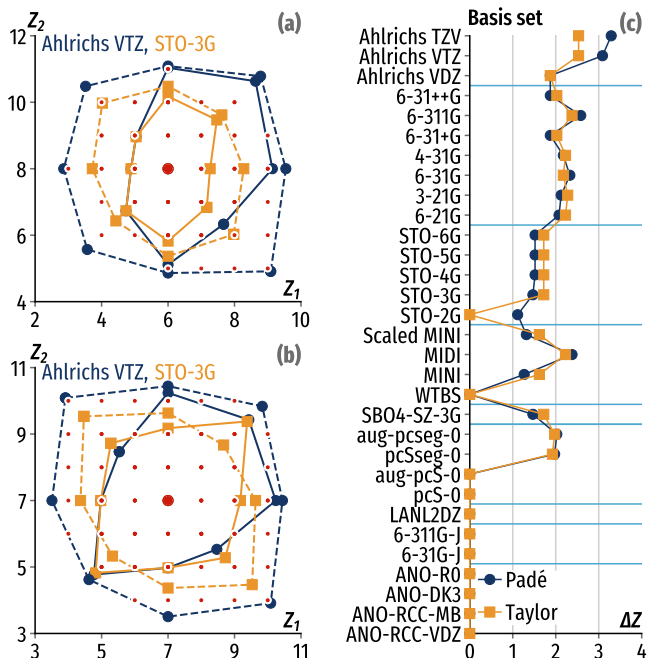 Z2
(a)
Ahlrichs VTZ, STO-3G
12
10
8
6
4
2
4
6
8
10
Z1
Z2
(b)
Ahlrichs VTZ, STO-3G
11
9
7
5
3
3
5
7
9
11
Z1
Basis set
(c)
Ahlrichs TZV
Ahlrichs VTZ
Ahlrichs VDZ
6-31++G
6-311G
6-31+G
4-31G
6-31G
3-21G
6-21G
STO-6G
STO-5G
STO-4G
STO-3G
STO-2G
Scaled MINI
MIDI
MINI
WTBS
SBO4-SZ-3G
aug-pcseg-0
pcSseg-0
aug-pcS-0
pcS-0
LANL2DZ
6-311G-J
6-31G-J
ANO-R0
ANO-DK3
ANO-RCC-MB
ANO-RCC-VDZ
Padé
Taylor
ΔZ
0
1
2
3
4